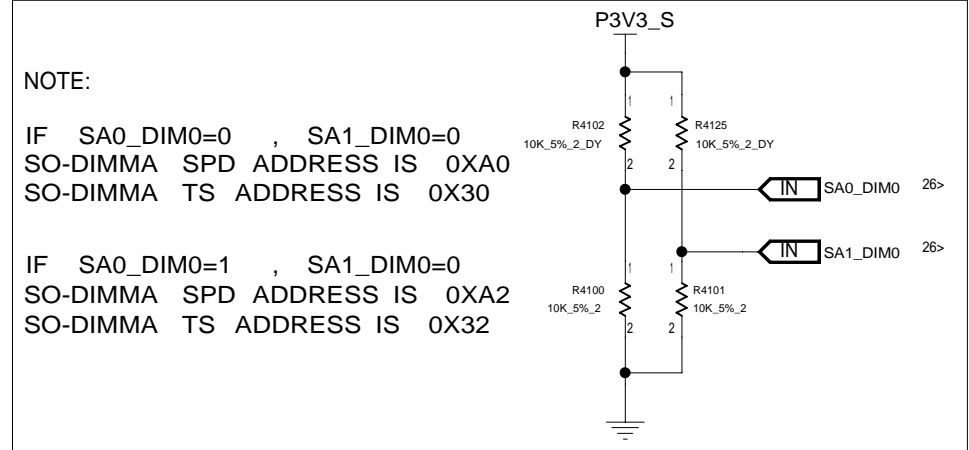 P3V3_S
NOTE:
IF SA0_DIM0=0 , SA1_DIM0=0
SO-DIMMA SPD ADDRESS IS 0XA0
SO-DIMMA TS ADDRESS IS 0X30
IF SA0_DIM0=1 , SA1_DIM0=0
SO-DIMMA SPD ADDRESS IS 0XA2
SO-DIMMA TS ADDRESS IS 0X32
1 1
R4102 R4125
10K_5%_2_DY 10K_5%_2_DY
2 2
IN SA0_DIM0 26>
IN SA1_DIM0 26>
1 1
R4100 R4101
10K_5%_2 10K_5%_2
2 2